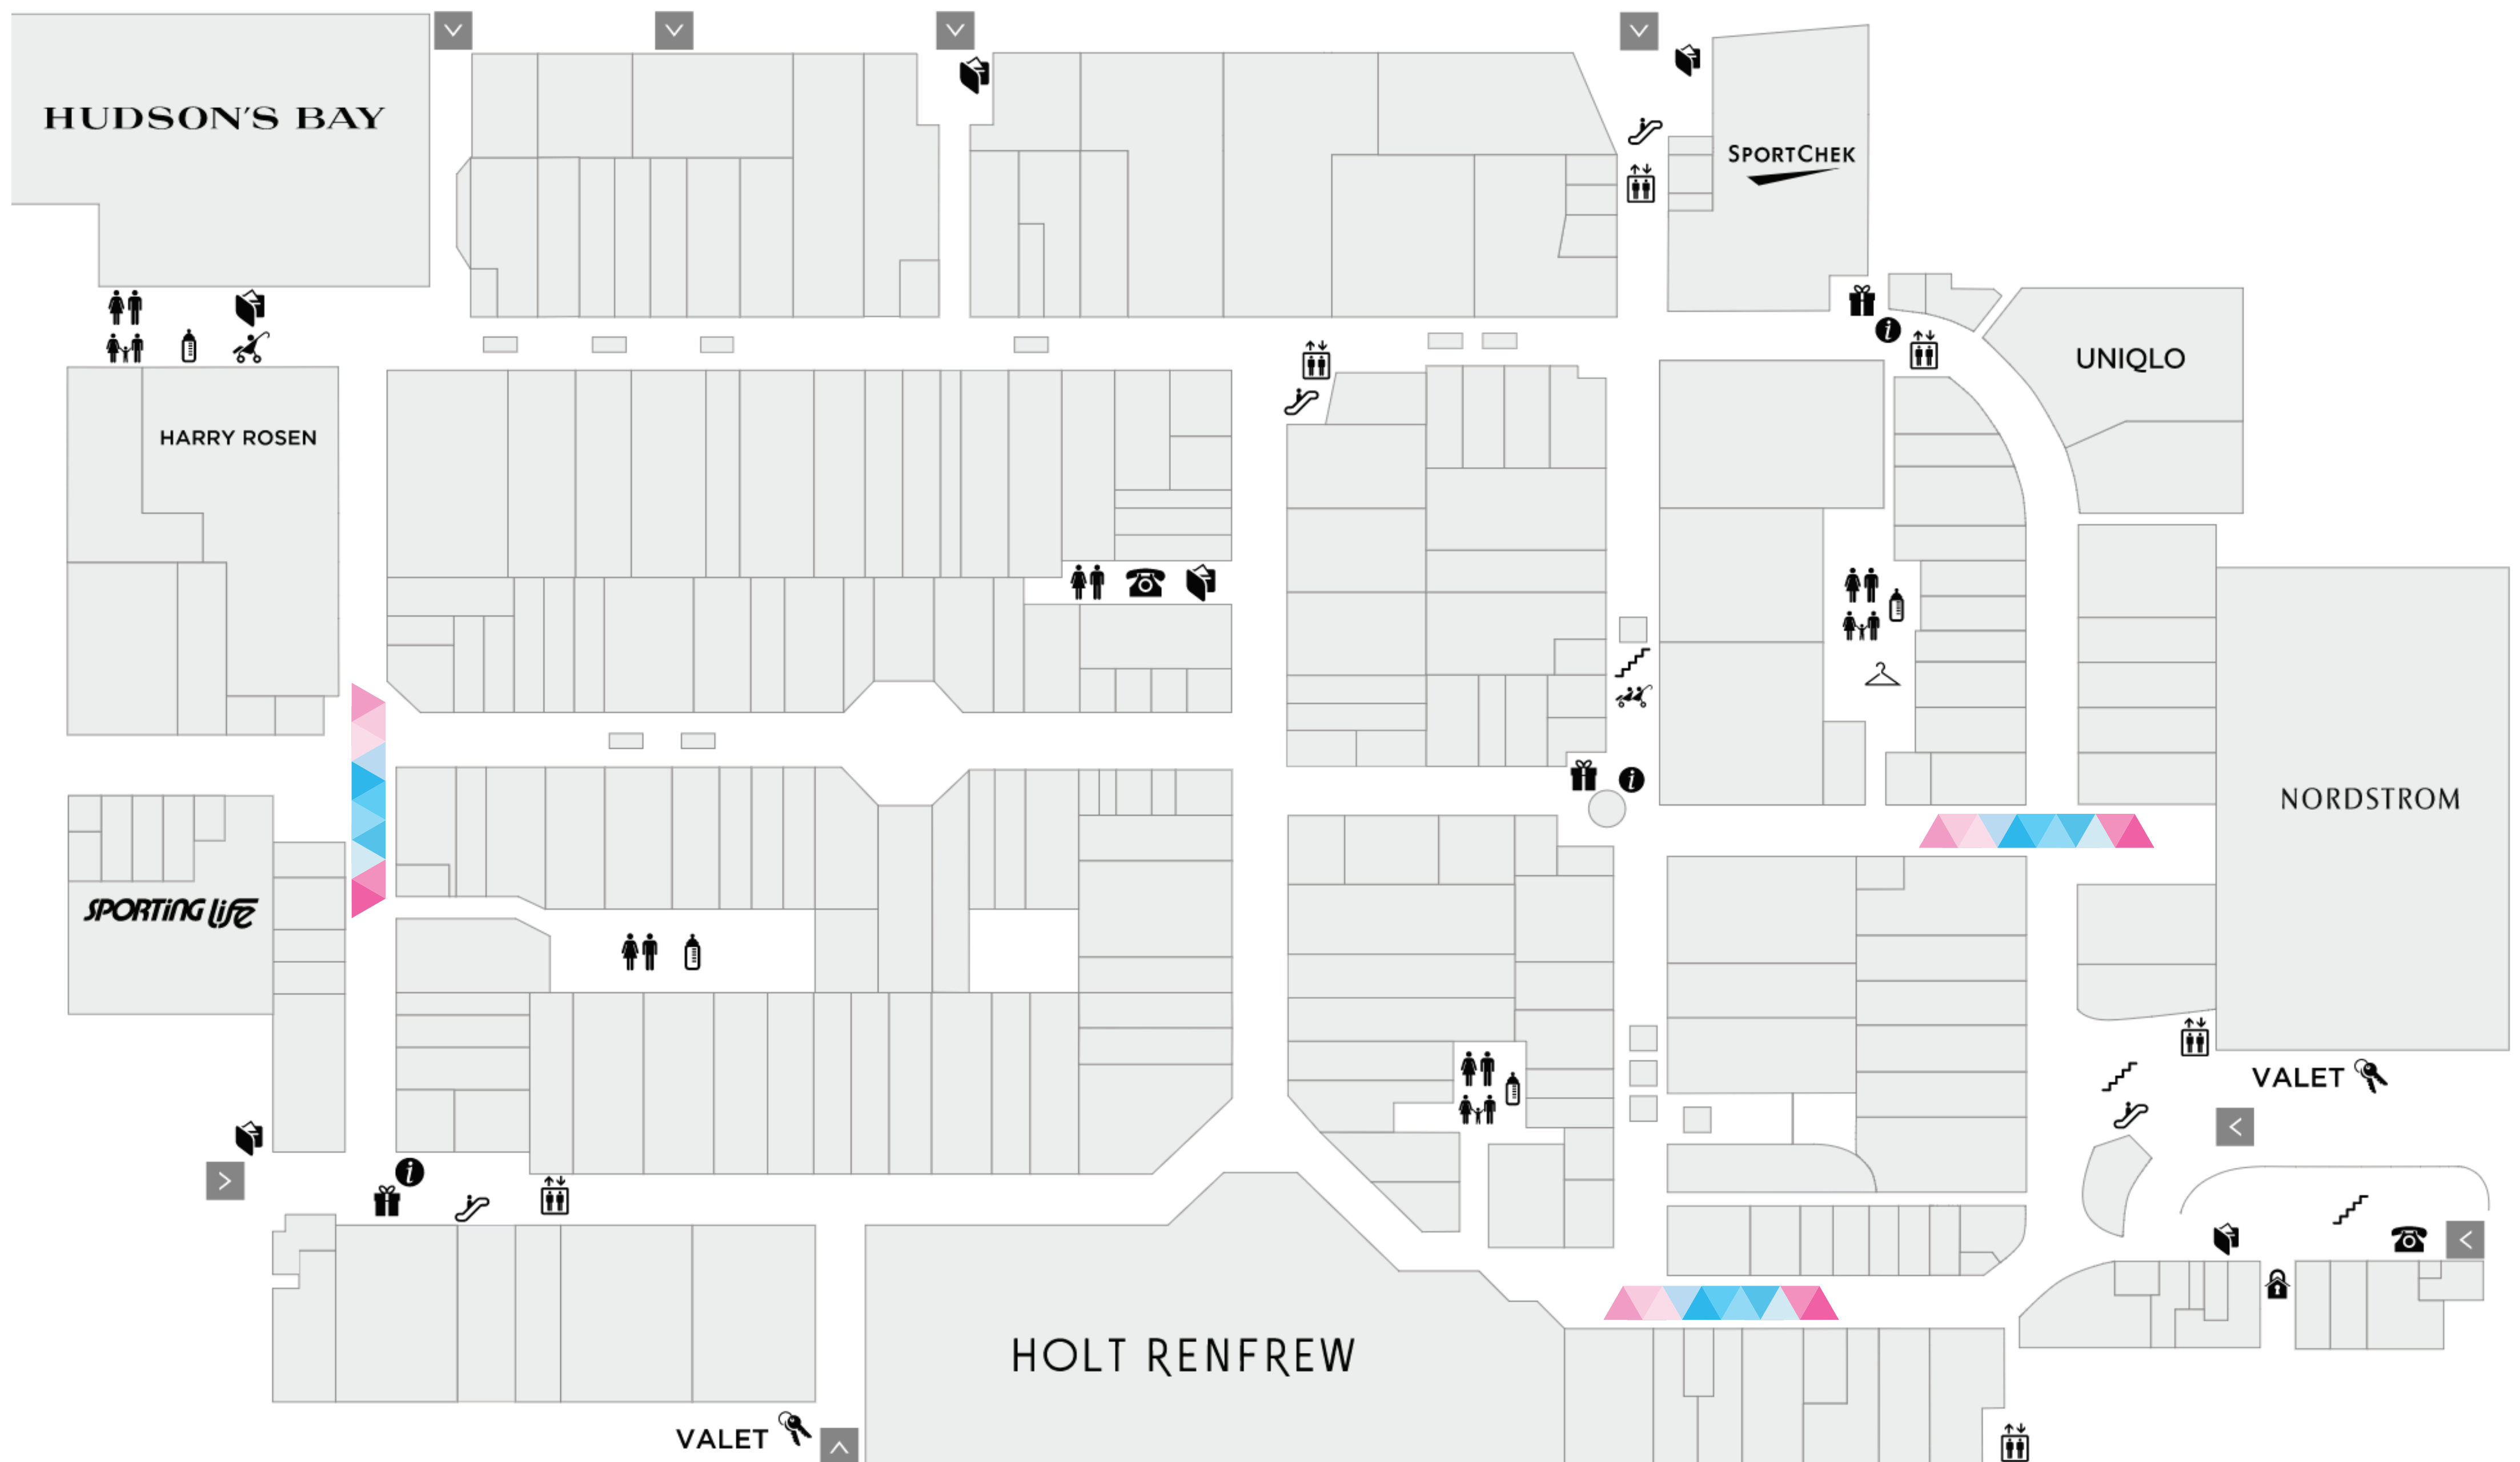 HUDSON'S BAY
SPORTCHEK
UNIQLO
HARRY ROSEN
NORDSTROM
SPORTING LIFE
VALET
HOLT RENFREW
VALET